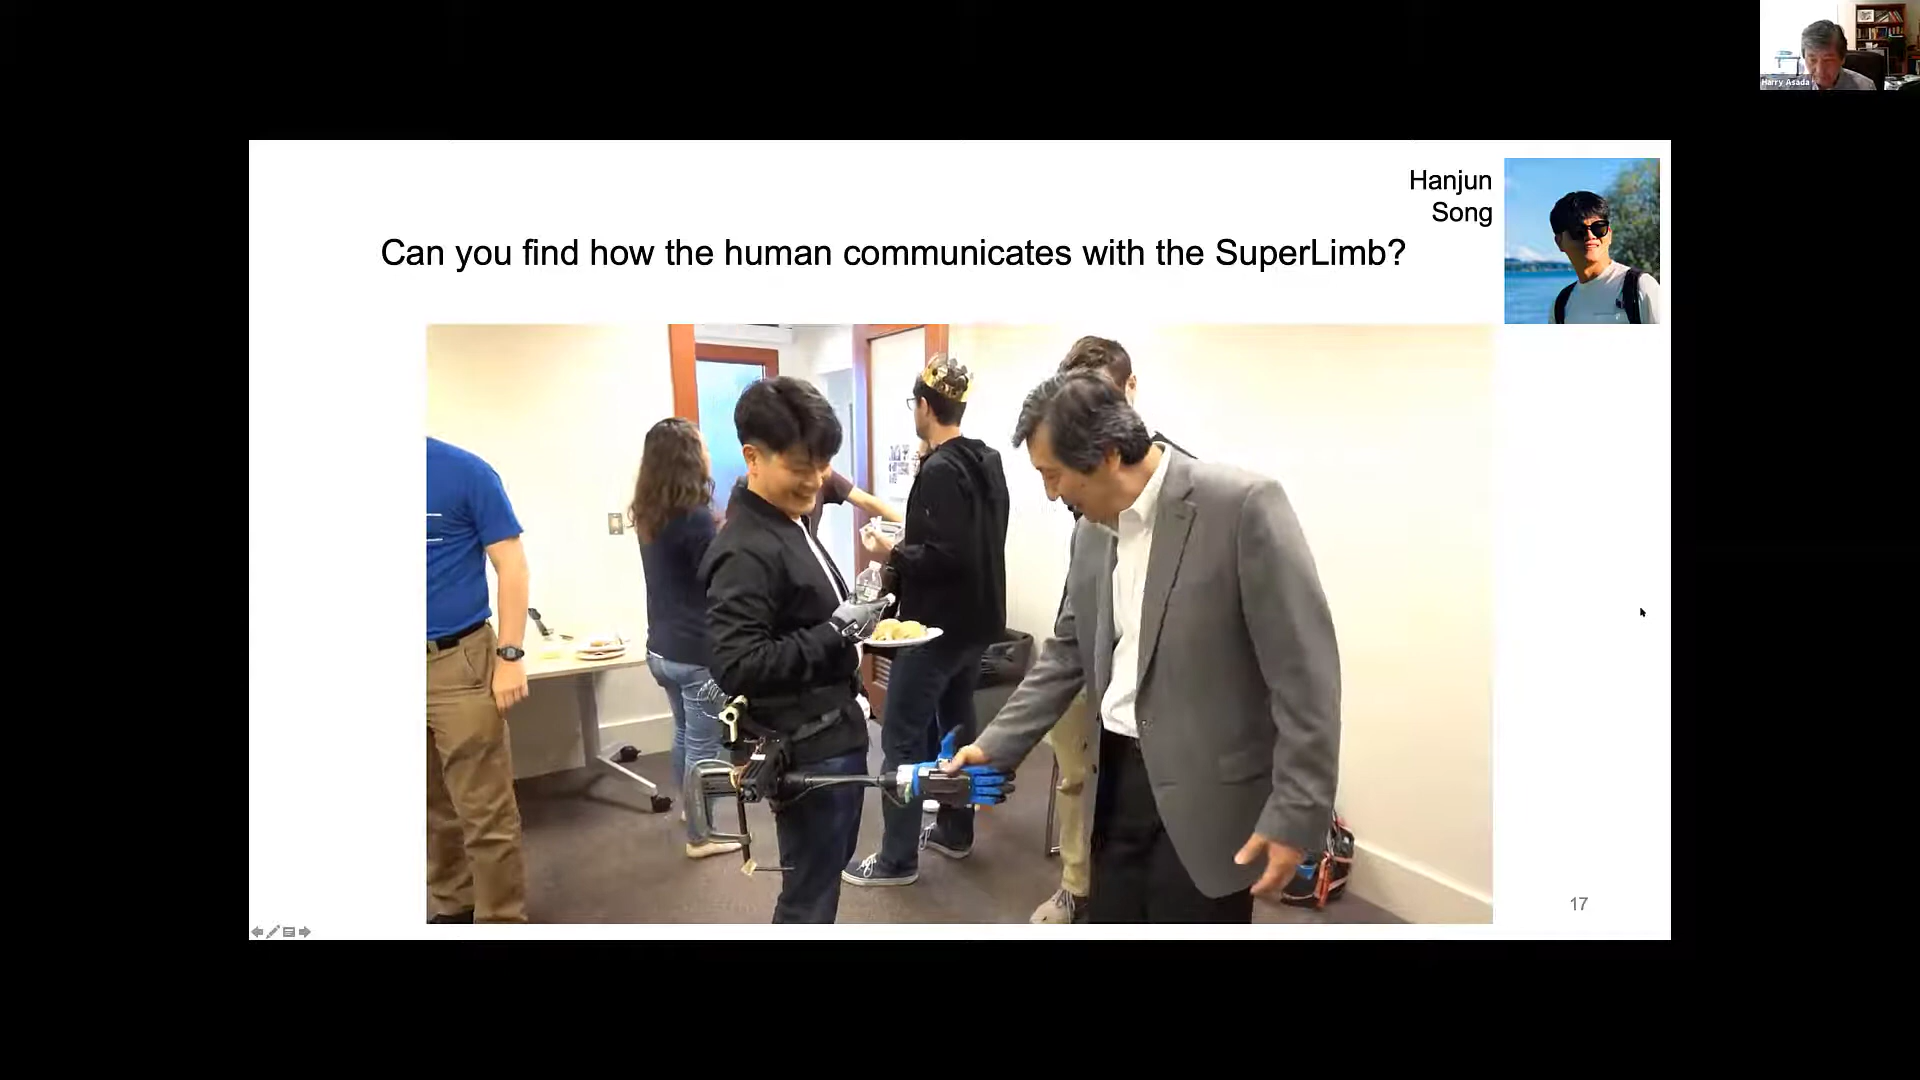 Harry Asada
Hanjun
Song
Can you find how the human communicates with the SuperLimb?
17